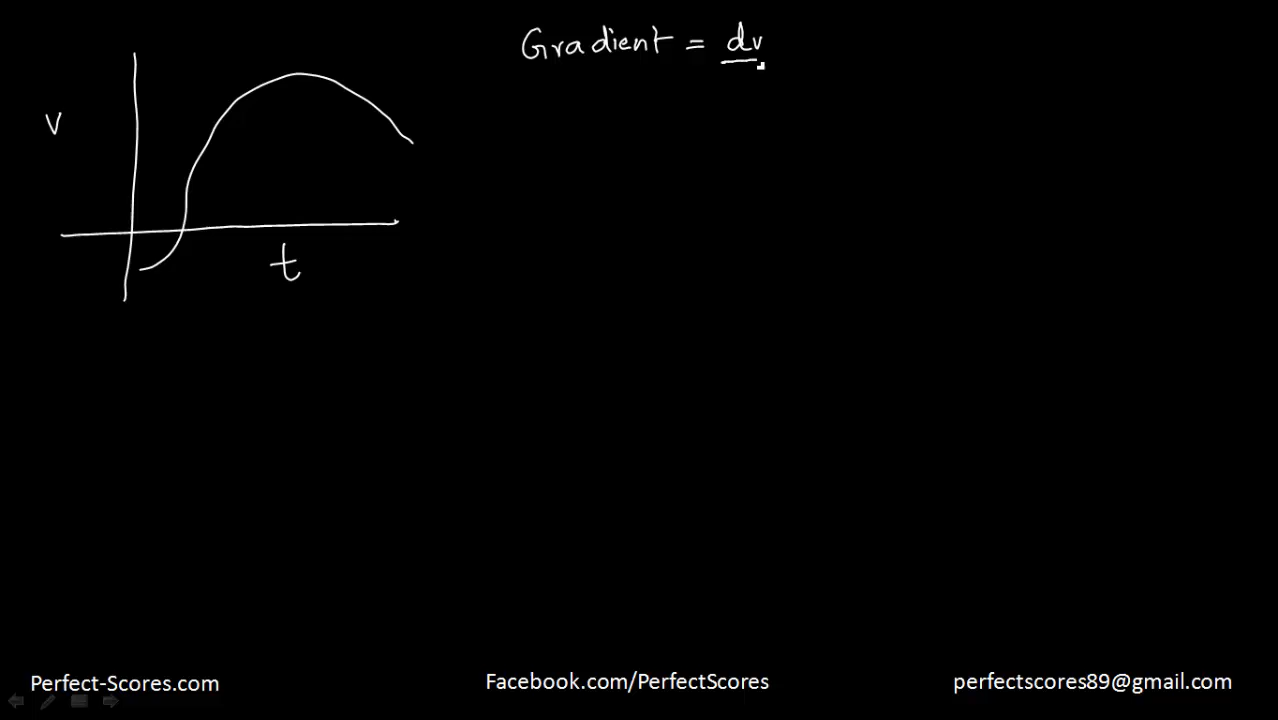 Gradient = dv
v
t
Perfect-Scores.com
Facebook.com/PerfectScores
perfectscores89@gmail.com